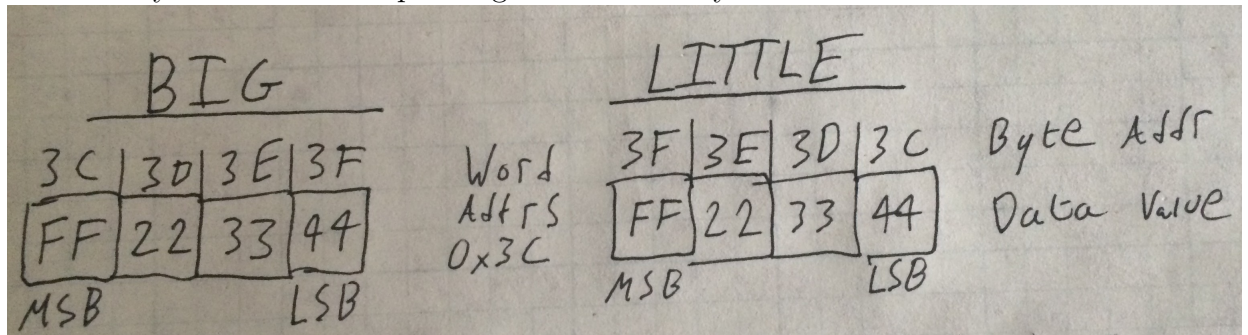 BIG
LITTLE
3C 3D 3E 3F
Word
Addrs
0x3C
3F 3E 3D 3C
Byte Addr
FF 22 33 44
FF 22 33 44
Data Value
MSB LSB
MSB LSB